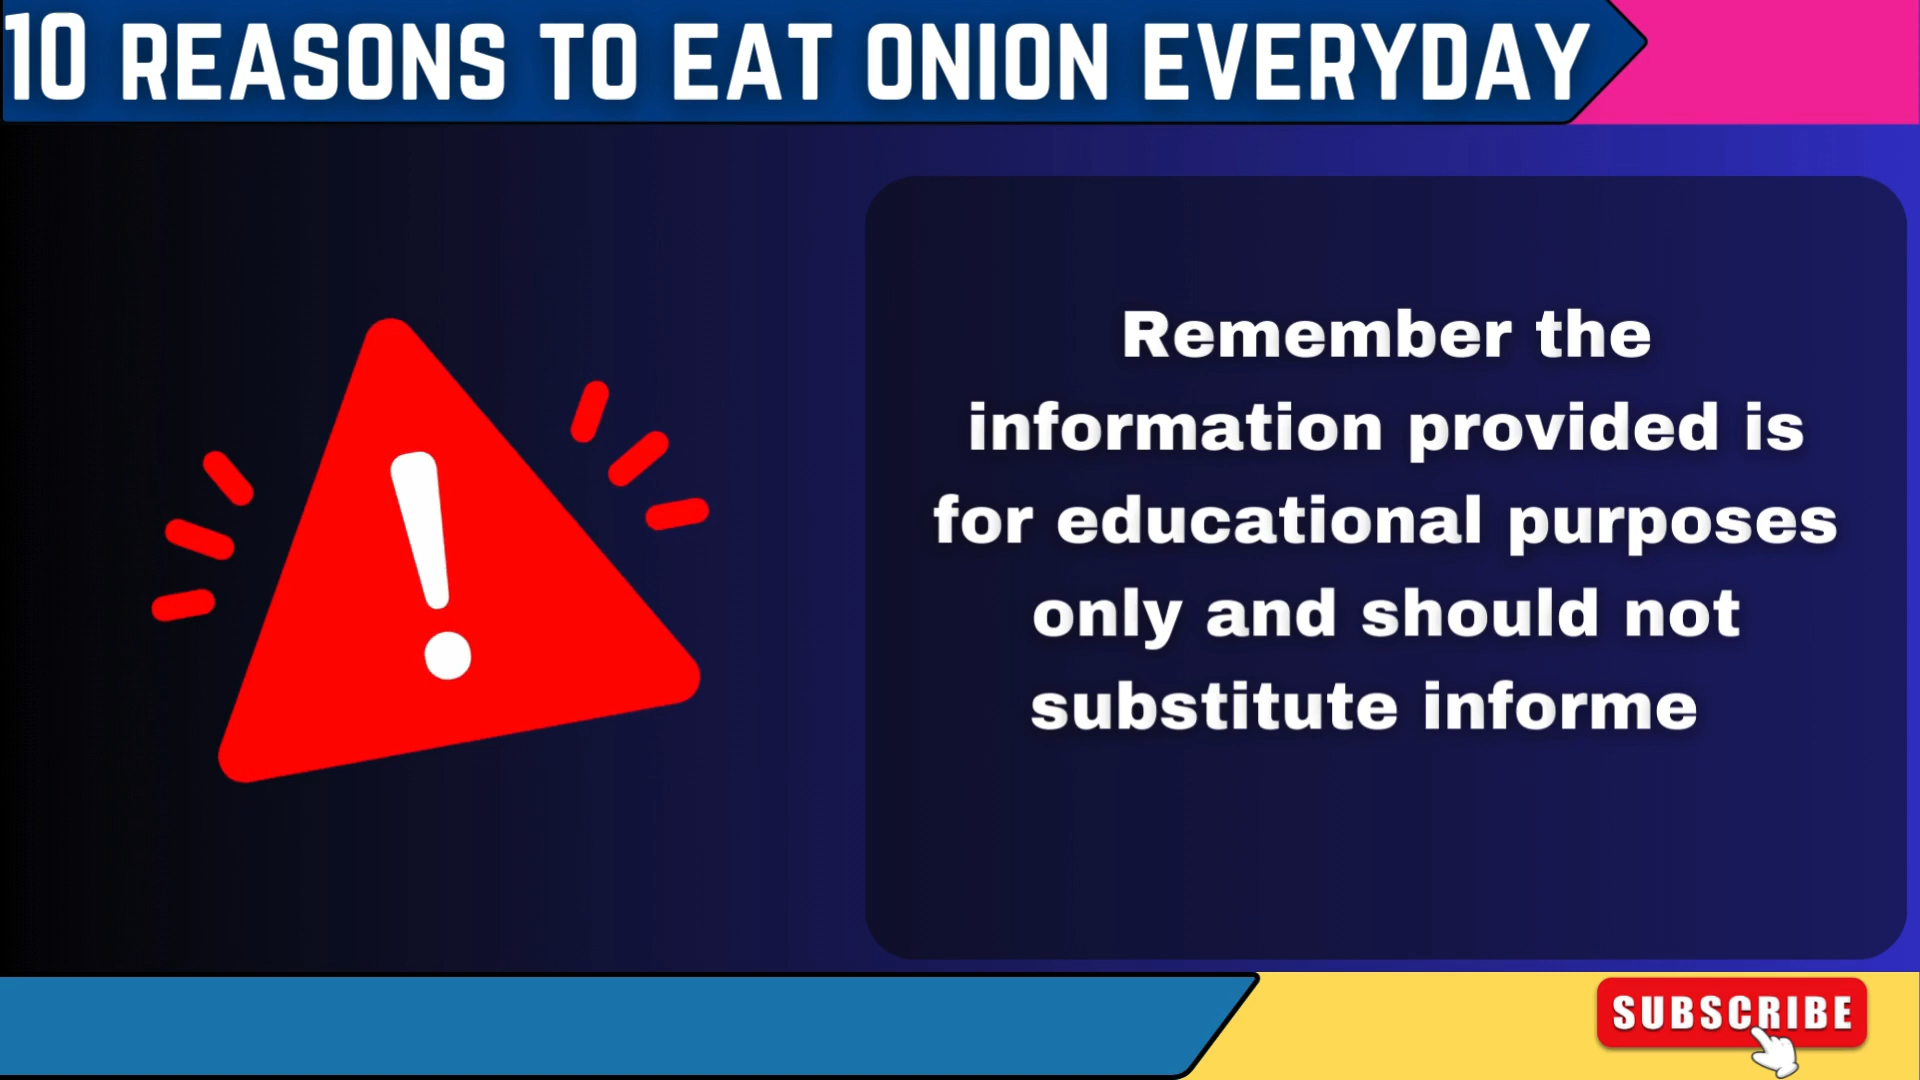 10 REASONS TO EAT ONION EVERYDAY
Remember the
information provided is
for educational purposes
only and should not
substitute informe
SUBSCRIBE